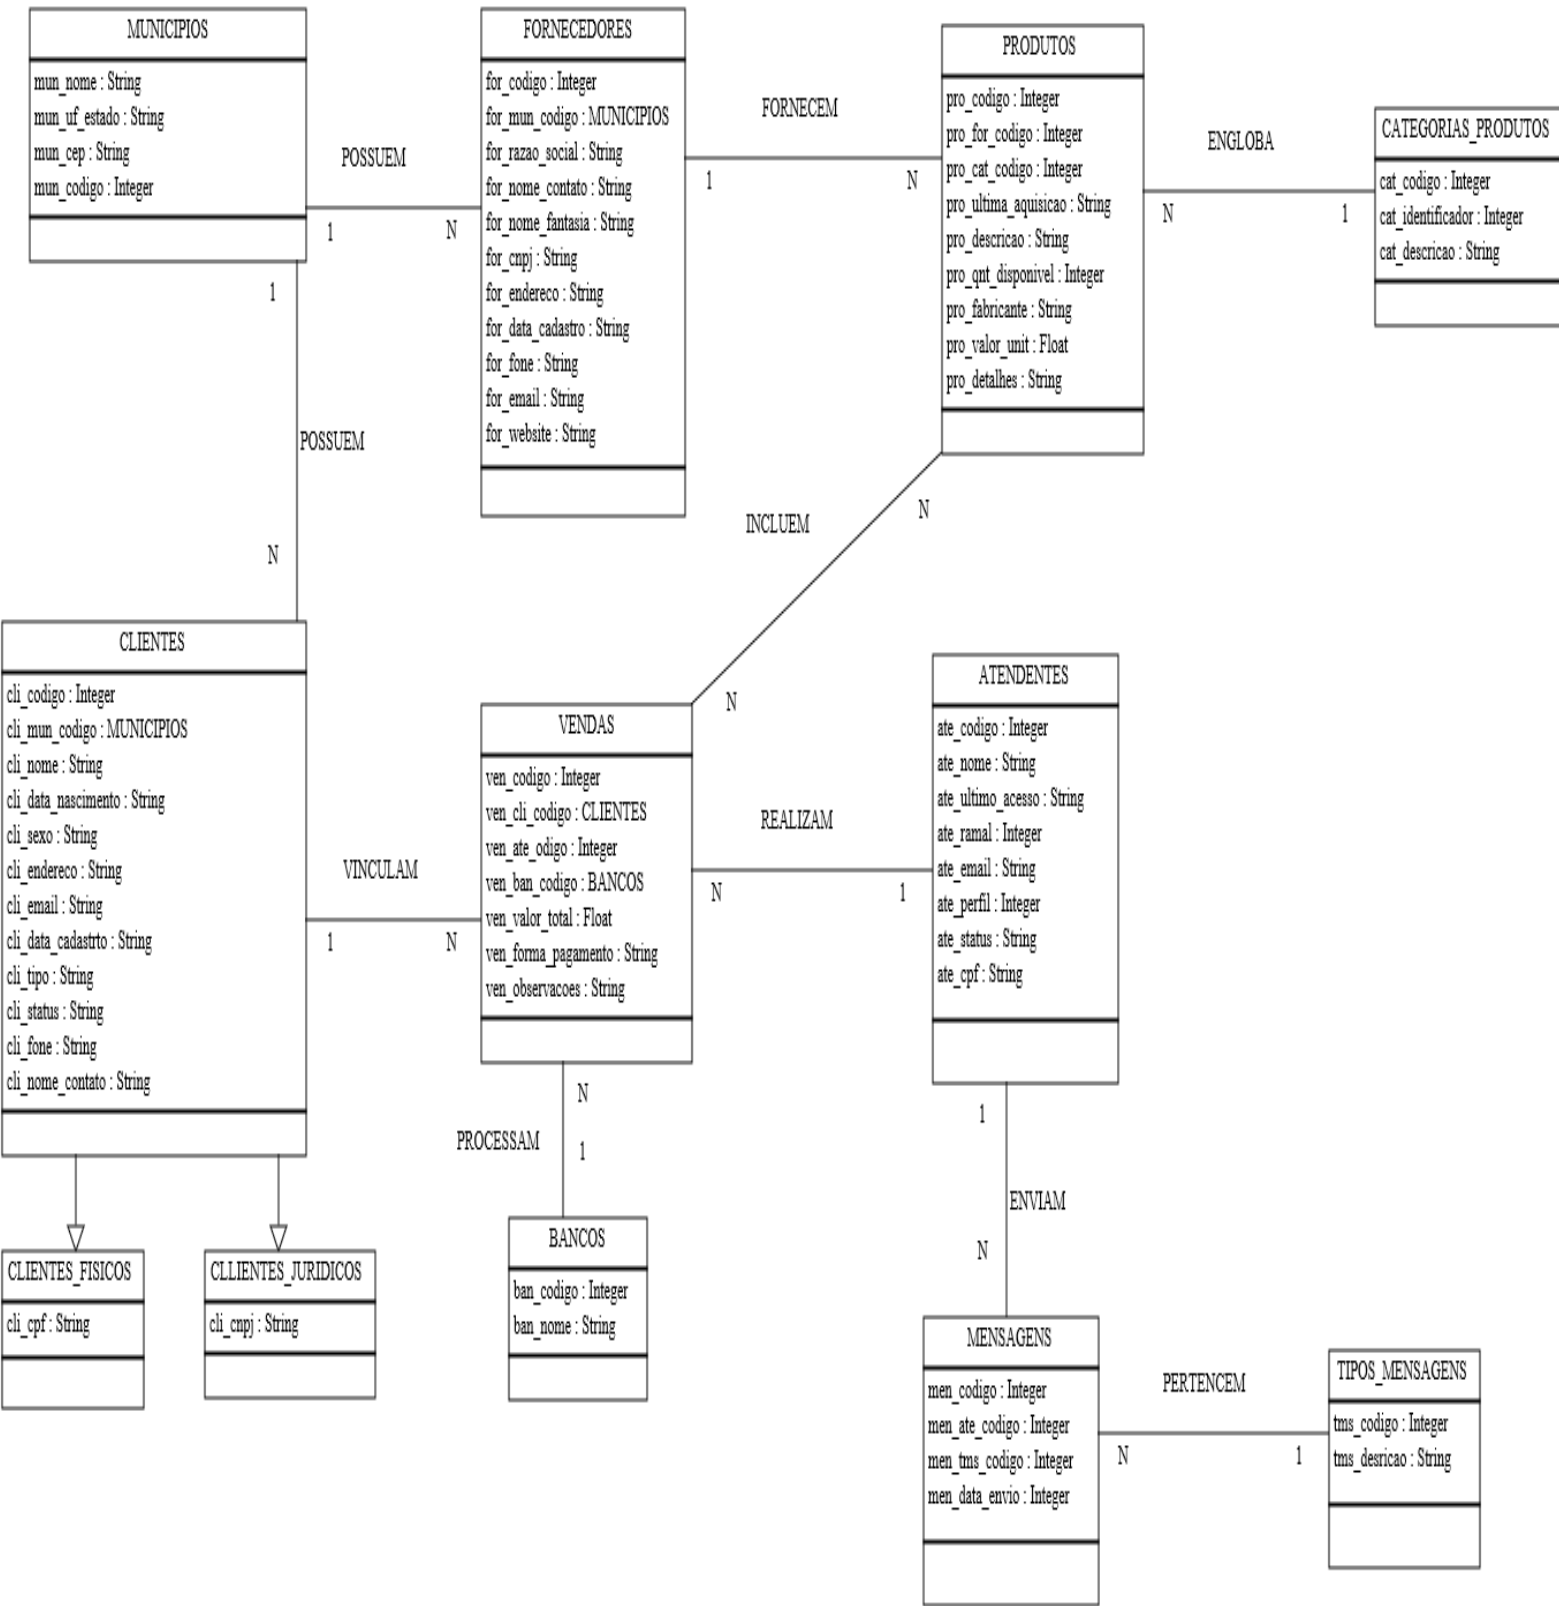 MUNICIPIOS
mun_nome : String
mun_uf_estado : String
mun_cep : String
mun_codigo : Integer
POSSUEM
1
N
FORNECEDORES
for_codigo : Integer
for_mun_codigo : MUNICIPIOS
for_razao_social : String
for_nome_contato : String
for_nome_fantasia : String
for_cnpj : String
for_endereco : String
for_data_cadastro : String
for_fone : String
for_email : String
for_website : String
FORNECEM
1
N
PRODUTOS
pro_codigo : Integer
pro_for_codigo : Integer
pro_cat_codigo : Integer
pro_ultima_aquisicao : String
pro_descricao : String
pro_qnt_disponivel : Integer
pro_fabricante : String
pro_valor_unit : Float
pro_detalhes : String
ENGLOBA
N
1
CATEGORIAS_PRODUTOS
cat_codigo : Integer
cat_identificador : Integer
cat_descricao : String
1
POSSUEM
N
INCLUEM
N
N
CLIENTES
cli_codigo : Integer
cli_mun_codigo : MUNICIPIOS
cli_nome : String
cli_data_nascimento : String
cli_sexo : String
cli_endereco : String
cli_email : String
cli_data_cadastrto : String
cli_tipo : String
cli_status : String
cli_fone : String
cli_nome_contato : String
VINCULAM
1
N
VENDAS
ven_codigo : Integer
ven_cli_codigo : CLIENTES
ven_ate_odigo : Integer
ven_ban_codigo : BANCOS
ven_valor_total : Float
ven_forma_pagamento : String
ven_observacoes : String
REALIZAM
N
1
ATENDENTES
ate_codigo : Integer
ate_nome : String
ate_ultimo_acesso : String
ate_ramal : Integer
ate_email : String
ate_perfil : Integer
ate_status : String
ate_cpf : String
N
PROCESSAM
1
1
ENVIAM
N
CLIENTES_FISICOS
cli_cpf : String
CLLIENTES_JURIDICOS
cli_cnpj : String
BANCOS
ban_codigo : Integer
ban_nome : String
MENSAGENS
men_codigo : Integer
men_ate_codigo : Integer
men_tms_codigo : Integer
men_data_envio : Integer
PERTENCEM
N
1
TIPOS_MENSAGENS
tms_codigo : Integer
tms_desricao : String